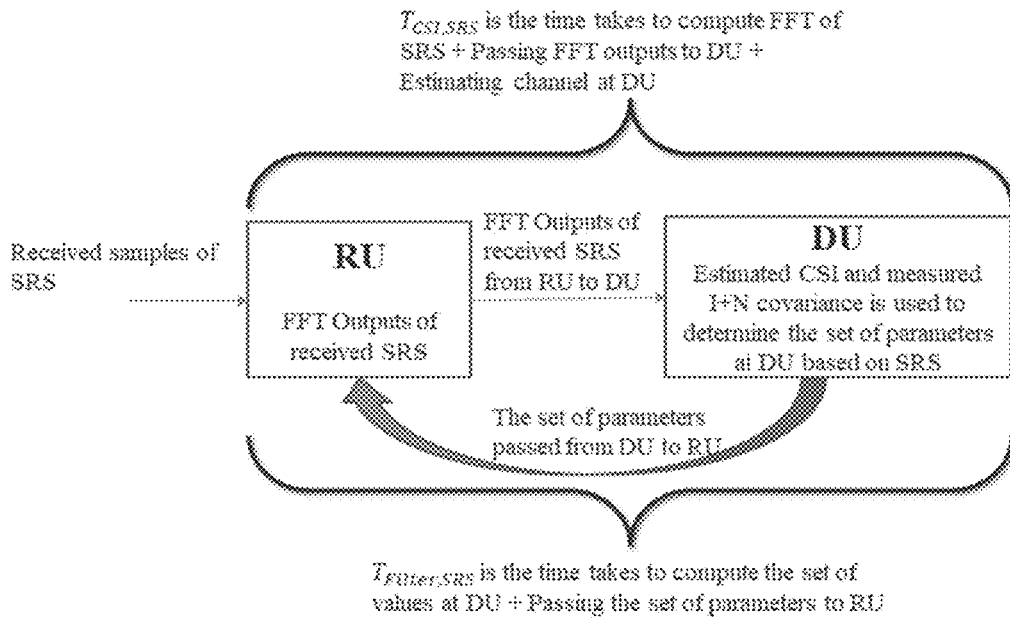 T_CSI,SRS is the time takes to compute FFT of
SRS + Passing FFT outputs to DU +
Estimating channel at DU
Received samples of
SRS
RU
FFT Outputs of
received SRS
FFT Outputs of
received SRS
from RU to DU
DU
Estimated CSI and measured
I+N covariance is used to
determine the set of parameters
at DU based on SRS
The set of parameters
passed from DU to RU
T_Filter,SRS is the time takes to compute the set of
values at DU + Passing the set of parameters to RU